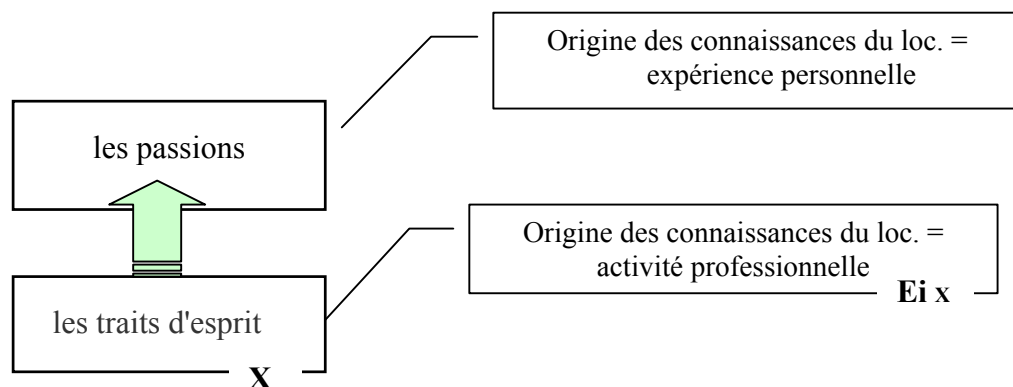 Origine des connaissances du loc. =
expérience personnelle
les passions
Origine des connaissances du loc. =
activité professionnelle
Ei x
les traits d'esprit
X